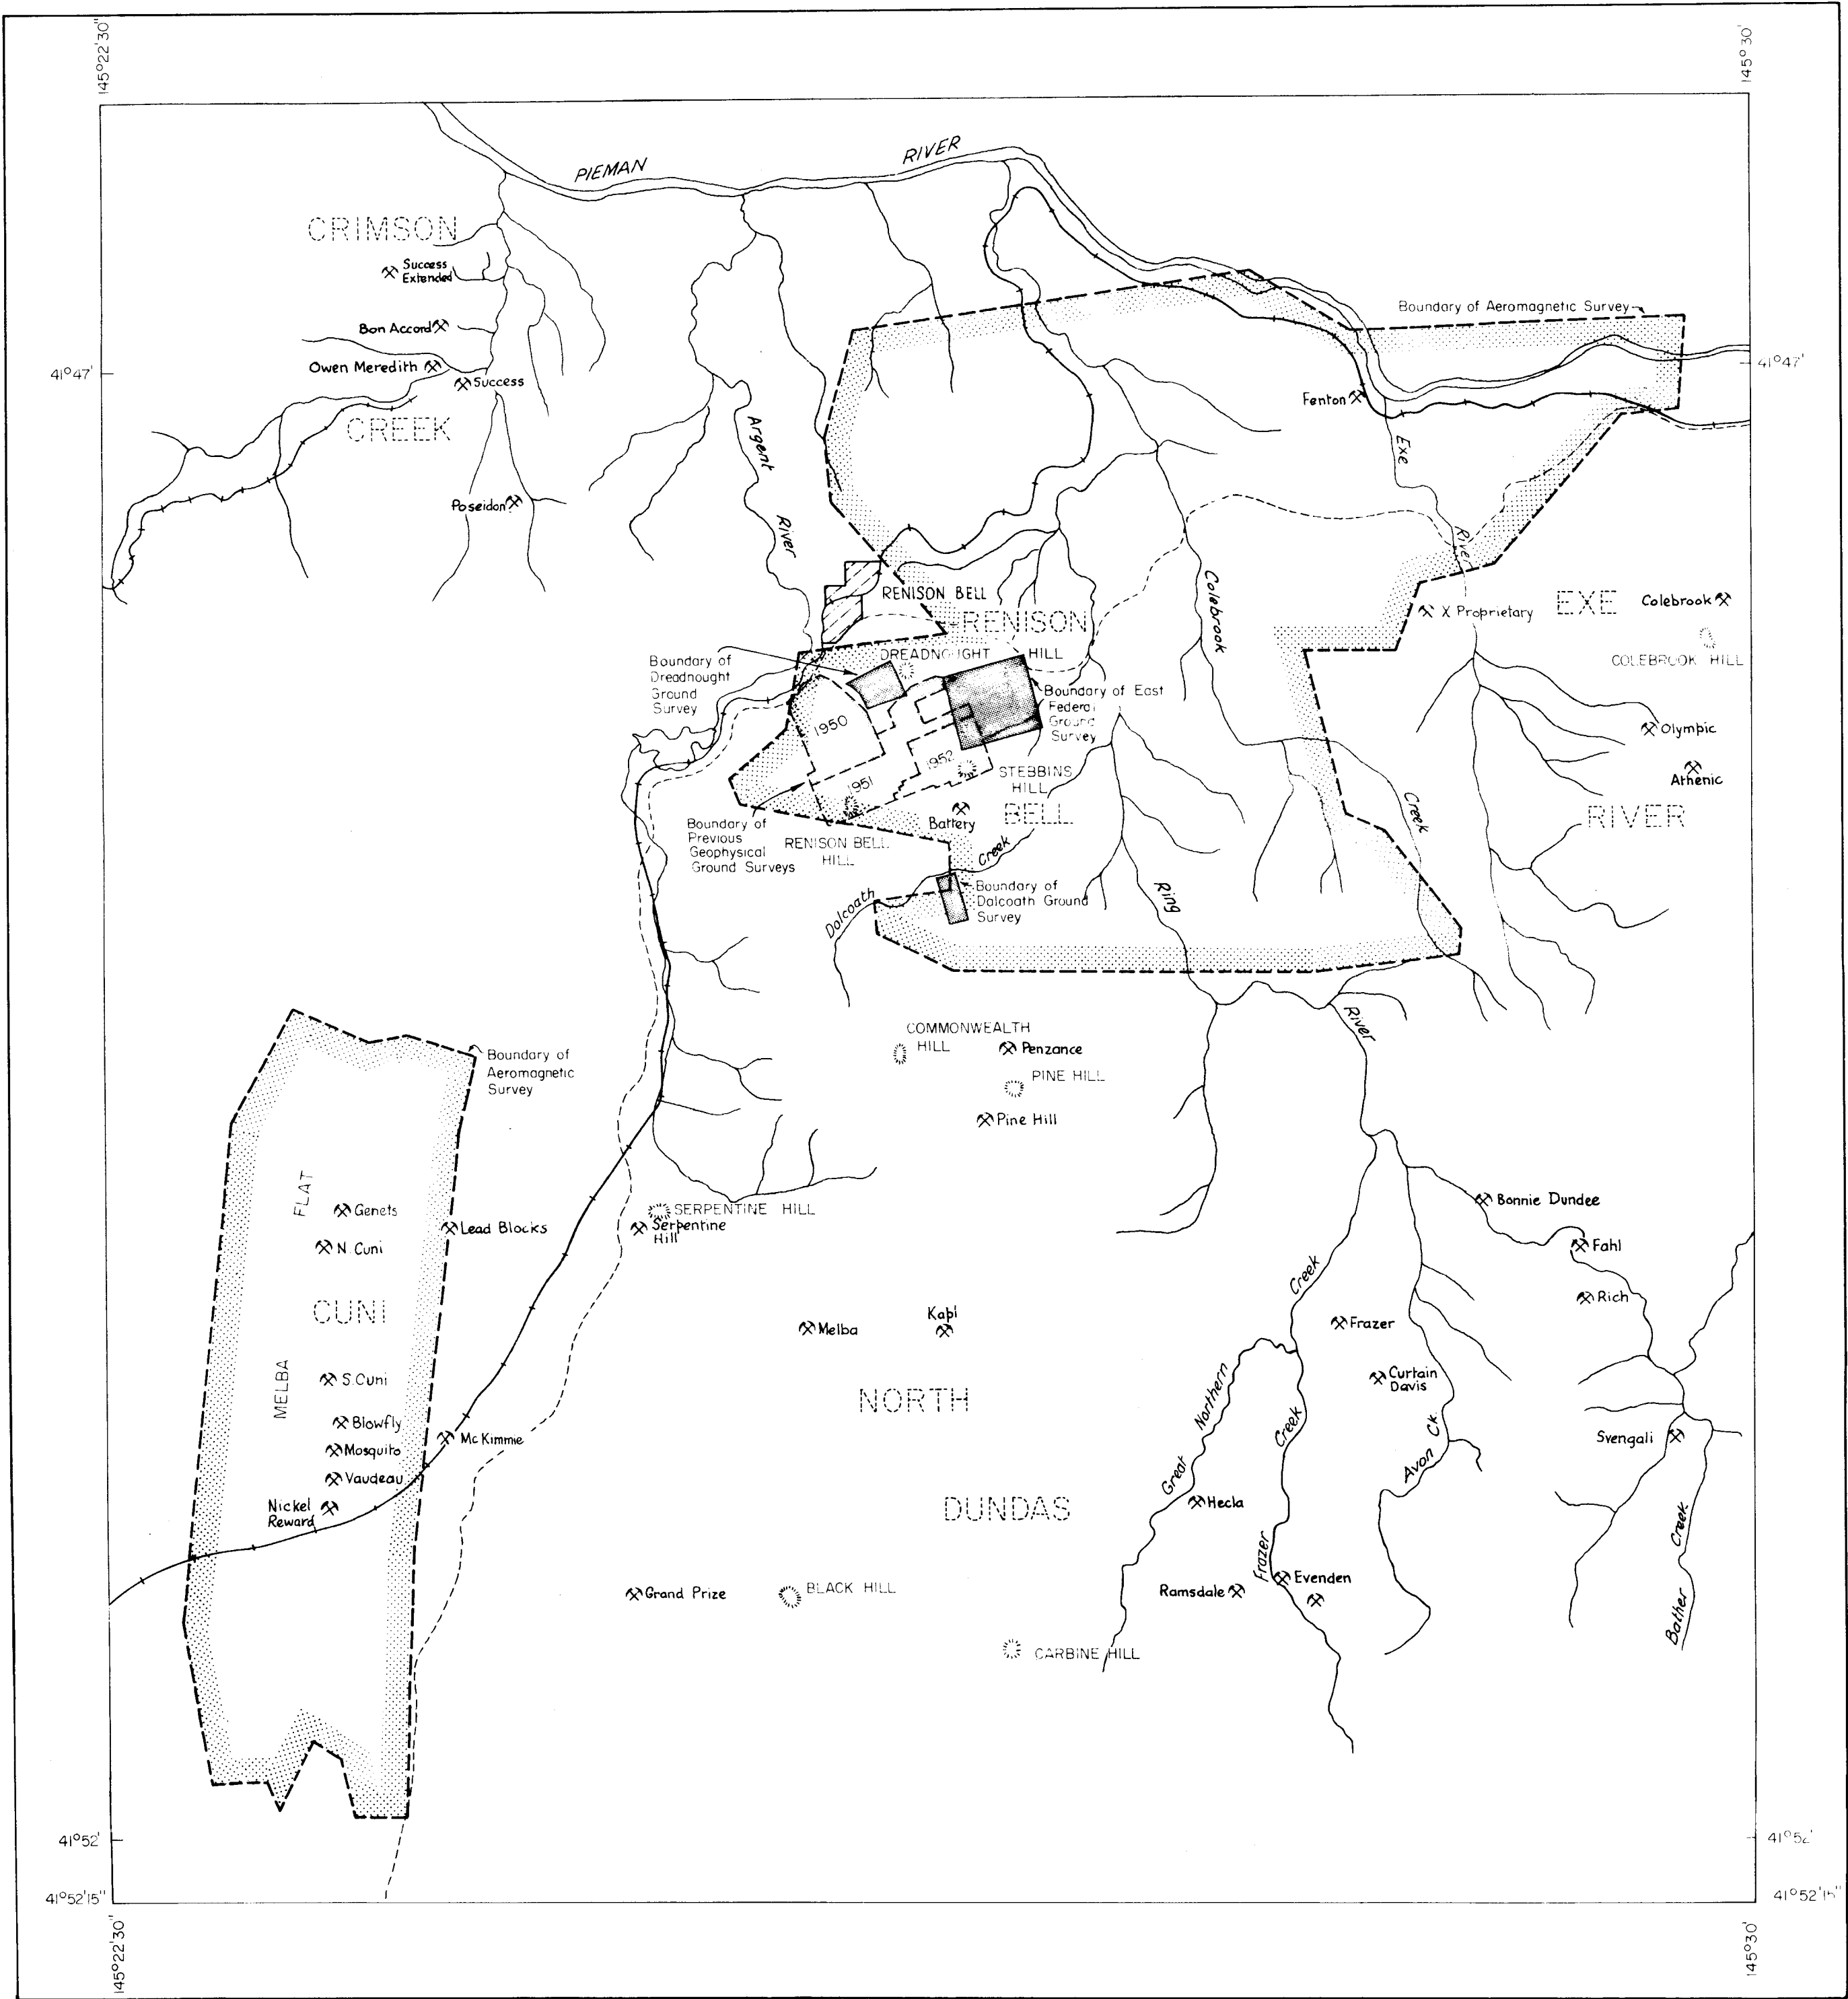 145°22'30"
145°30'
PIEMAN
RIVER
CRIMSON
Success
Extended
Bon Accord
Owen Meredith
Success
CREEK
Poseidon
41°47'
41°47'
Boundary of Aeromagnetic Survey
Fenton
Exe
River
Argent
River
RENISON BELL
RENISON
DREADNOUGHT HILL
Boundary of
Dreadnought
Ground
Survey
1950
1951
1952
Boundary of East
Federal
Ground
Survey
STEBBINS
HILL
BELL
Battery
Boundary of
Previous
Geophysical
Ground Surveys
RENISON BELL
HILL
Creek
Dalcoath
Boundary of
Dalcoath Ground
Survey
Colebrook
Creek
Ring
River
X Proprietary
EXE
Colebrook
COLEBROOK HILL
Olympic
Athenic
RIVER
COMMONWEALTH
HILL
Penzance
PINE HILL
Pine Hill
Boundary of
Aeromagnetic
Survey
FLAT
Genets
N. Cuni
Lead Blocks
CUNI
MELBA
S. Cuni
Blowfly
Mosquito
Vaudeau
Nickel
Reward
McKimmie
SERPENTINE HILL
Serpentine
Hill
Melba
Kapi
NORTH
DUNDAS
Grand Prize
BLACK HILL
CARBINE HILL
Bonnie Dundee
Fahl
Rich
Creek
Frazer
Curtain
Davis
Great
Northern
Creek
Avon Ck.
Svengali
Hecla
Frazer
Ramsdale
Evenden
Bather
Creek
41°52'
41°52'
41°52'15"
41°52'15"
145°22'30"
145°30'